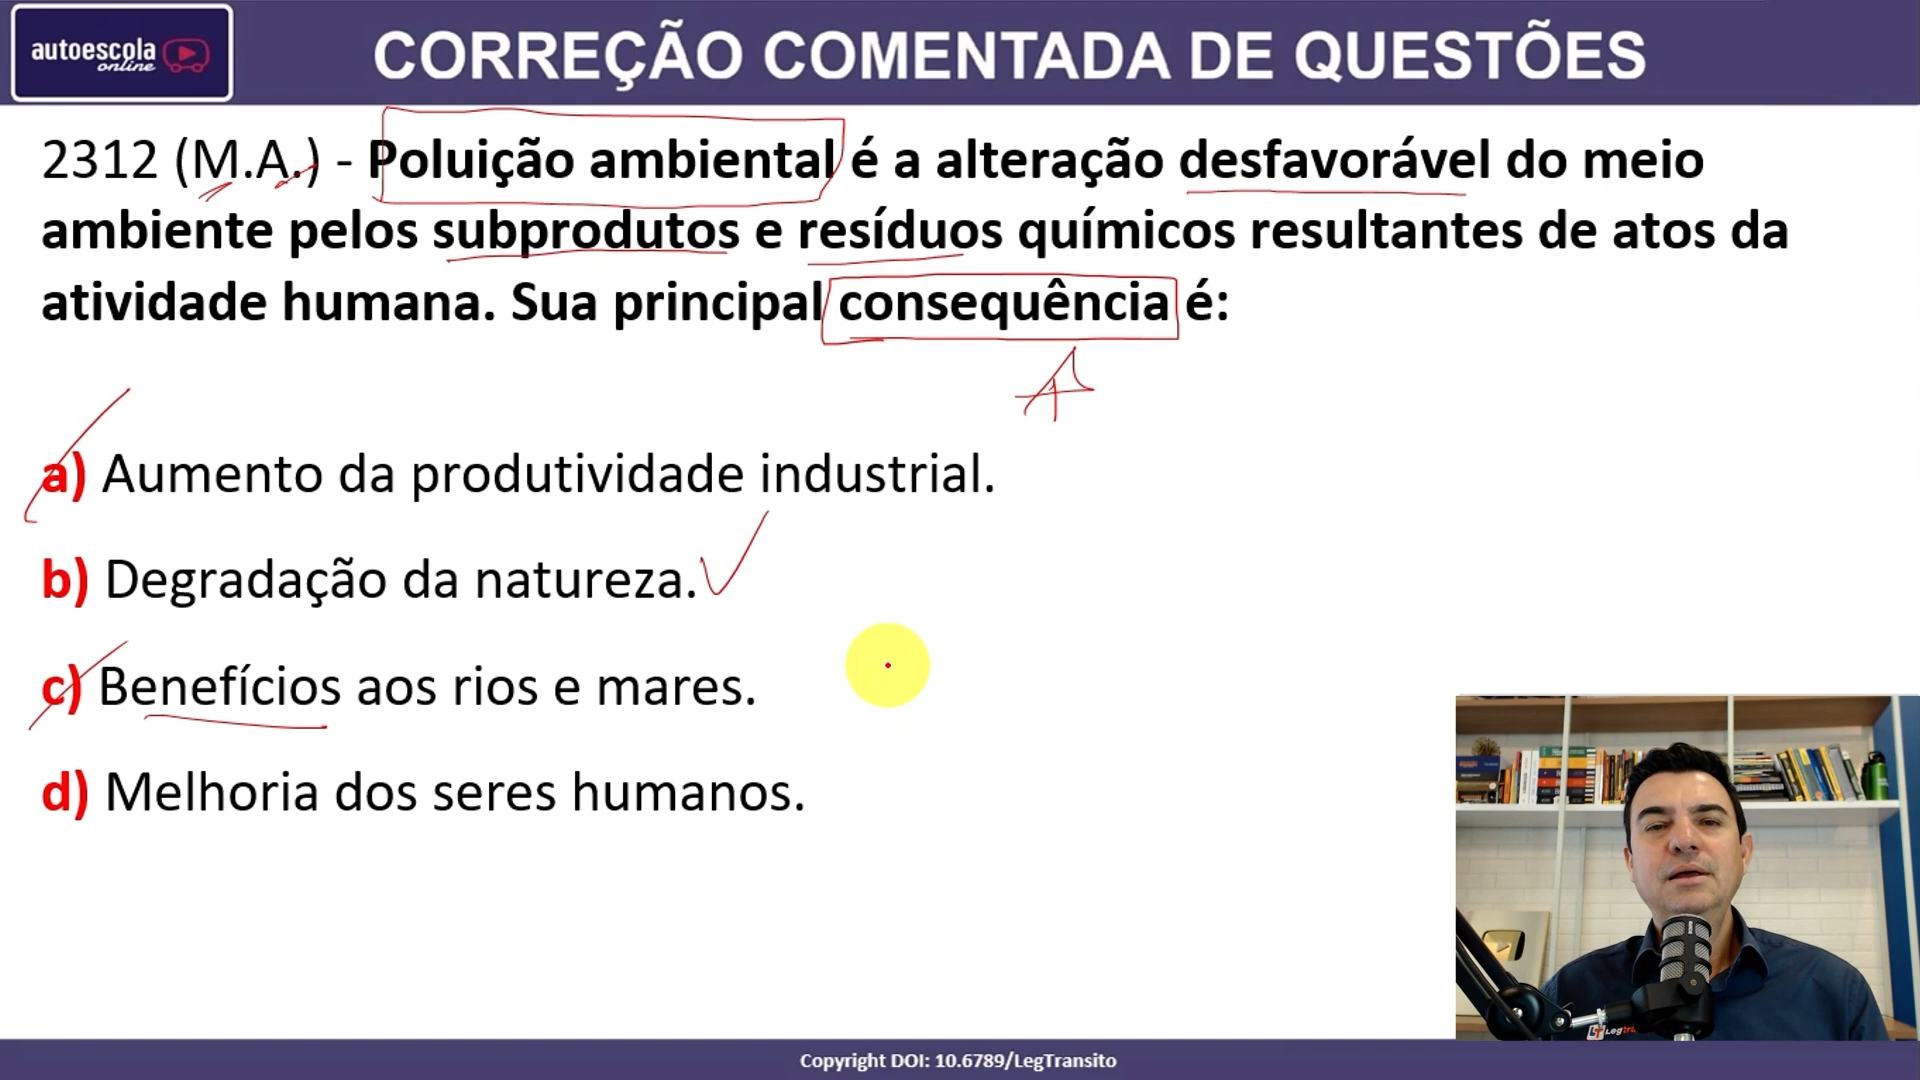 autoescola
online
CORREÇÃO COMENTADA DE QUESTÕES
2312 (M.A.) - Poluição ambiental é a alteração desfavorável do meio
ambiente pelos subprodutos e resíduos químicos resultantes de atos da
atividade humana. Sua principal consequência é:
a) Aumento da produtividade industrial.
b) Degradação da natureza.
c) Benefícios aos rios e mares.
d) Melhoria dos seres humanos.
Copyright DOI: 10.6789/LegTransito